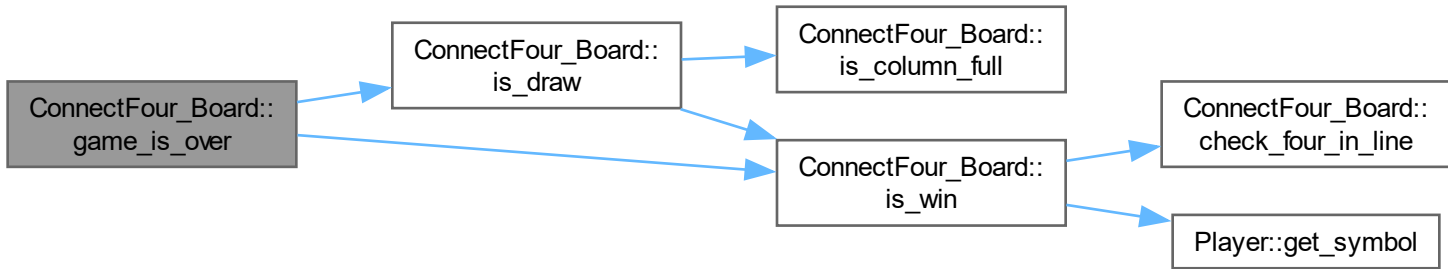 ConnectFour_Board::
game_is_over
ConnectFour_Board::
is_draw
ConnectFour_Board::
is_column_full
ConnectFour_Board::
is_win
ConnectFour_Board::
check_four_in_line
Player::get_symbol